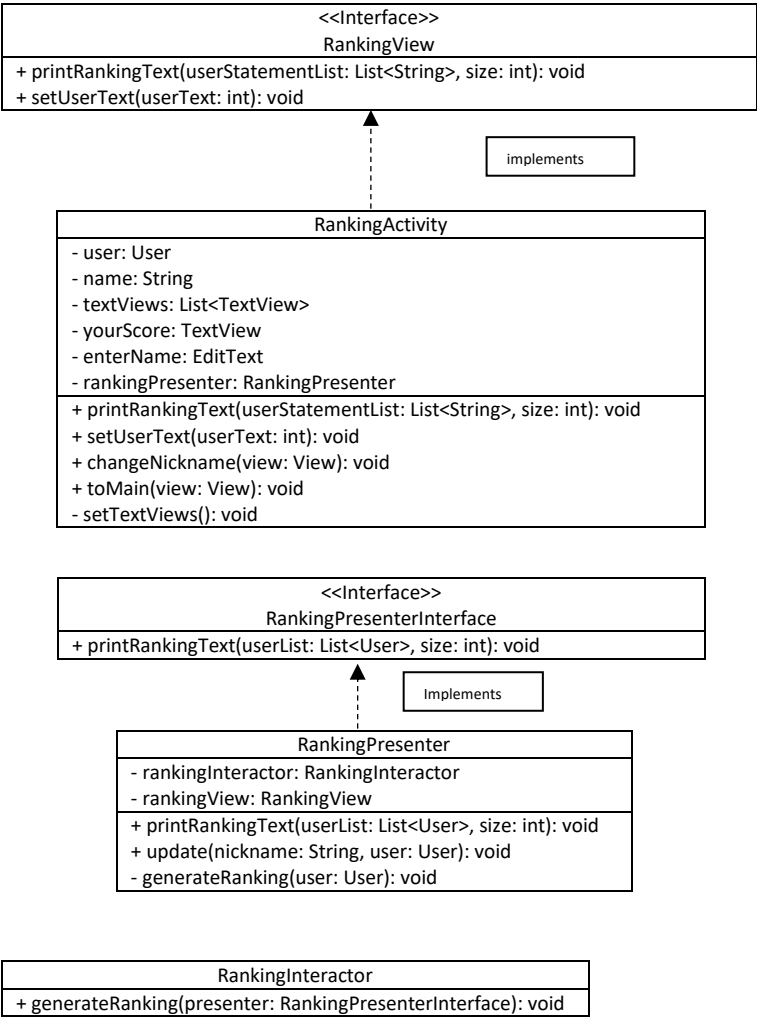 <<Interface>>
RankingView
+ printRankingText(userStatementList: List<String>, size: int): void
+ setUserText(userText: int): void
implements
RankingActivity
- user: User
- name: String
- textViews: List<TextView>
- yourScore: TextView
- enterName: EditText
- rankingPresenter: RankingPresenter
+ printRankingText(userStatementList: List<String>, size: int): void
+ setUserText(userText: int): void
+ changeNickname(view: View): void
+ toMain(view: View): void
- setTextViews(): void
<<Interface>>
RankingPresenterInterface
+ printRankingText(userList: List<User>, size: int): void
Implements
RankingPresenter
- rankingInteractor: RankingInteractor
- rankingView: RankingView
+ printRankingText(userList: List<User>, size: int): void
+ update(nickname: String, user: User): void
- generateRanking(user: User): void
RankingInteractor
+ generateRanking(presenter: RankingPresenterInterface): void